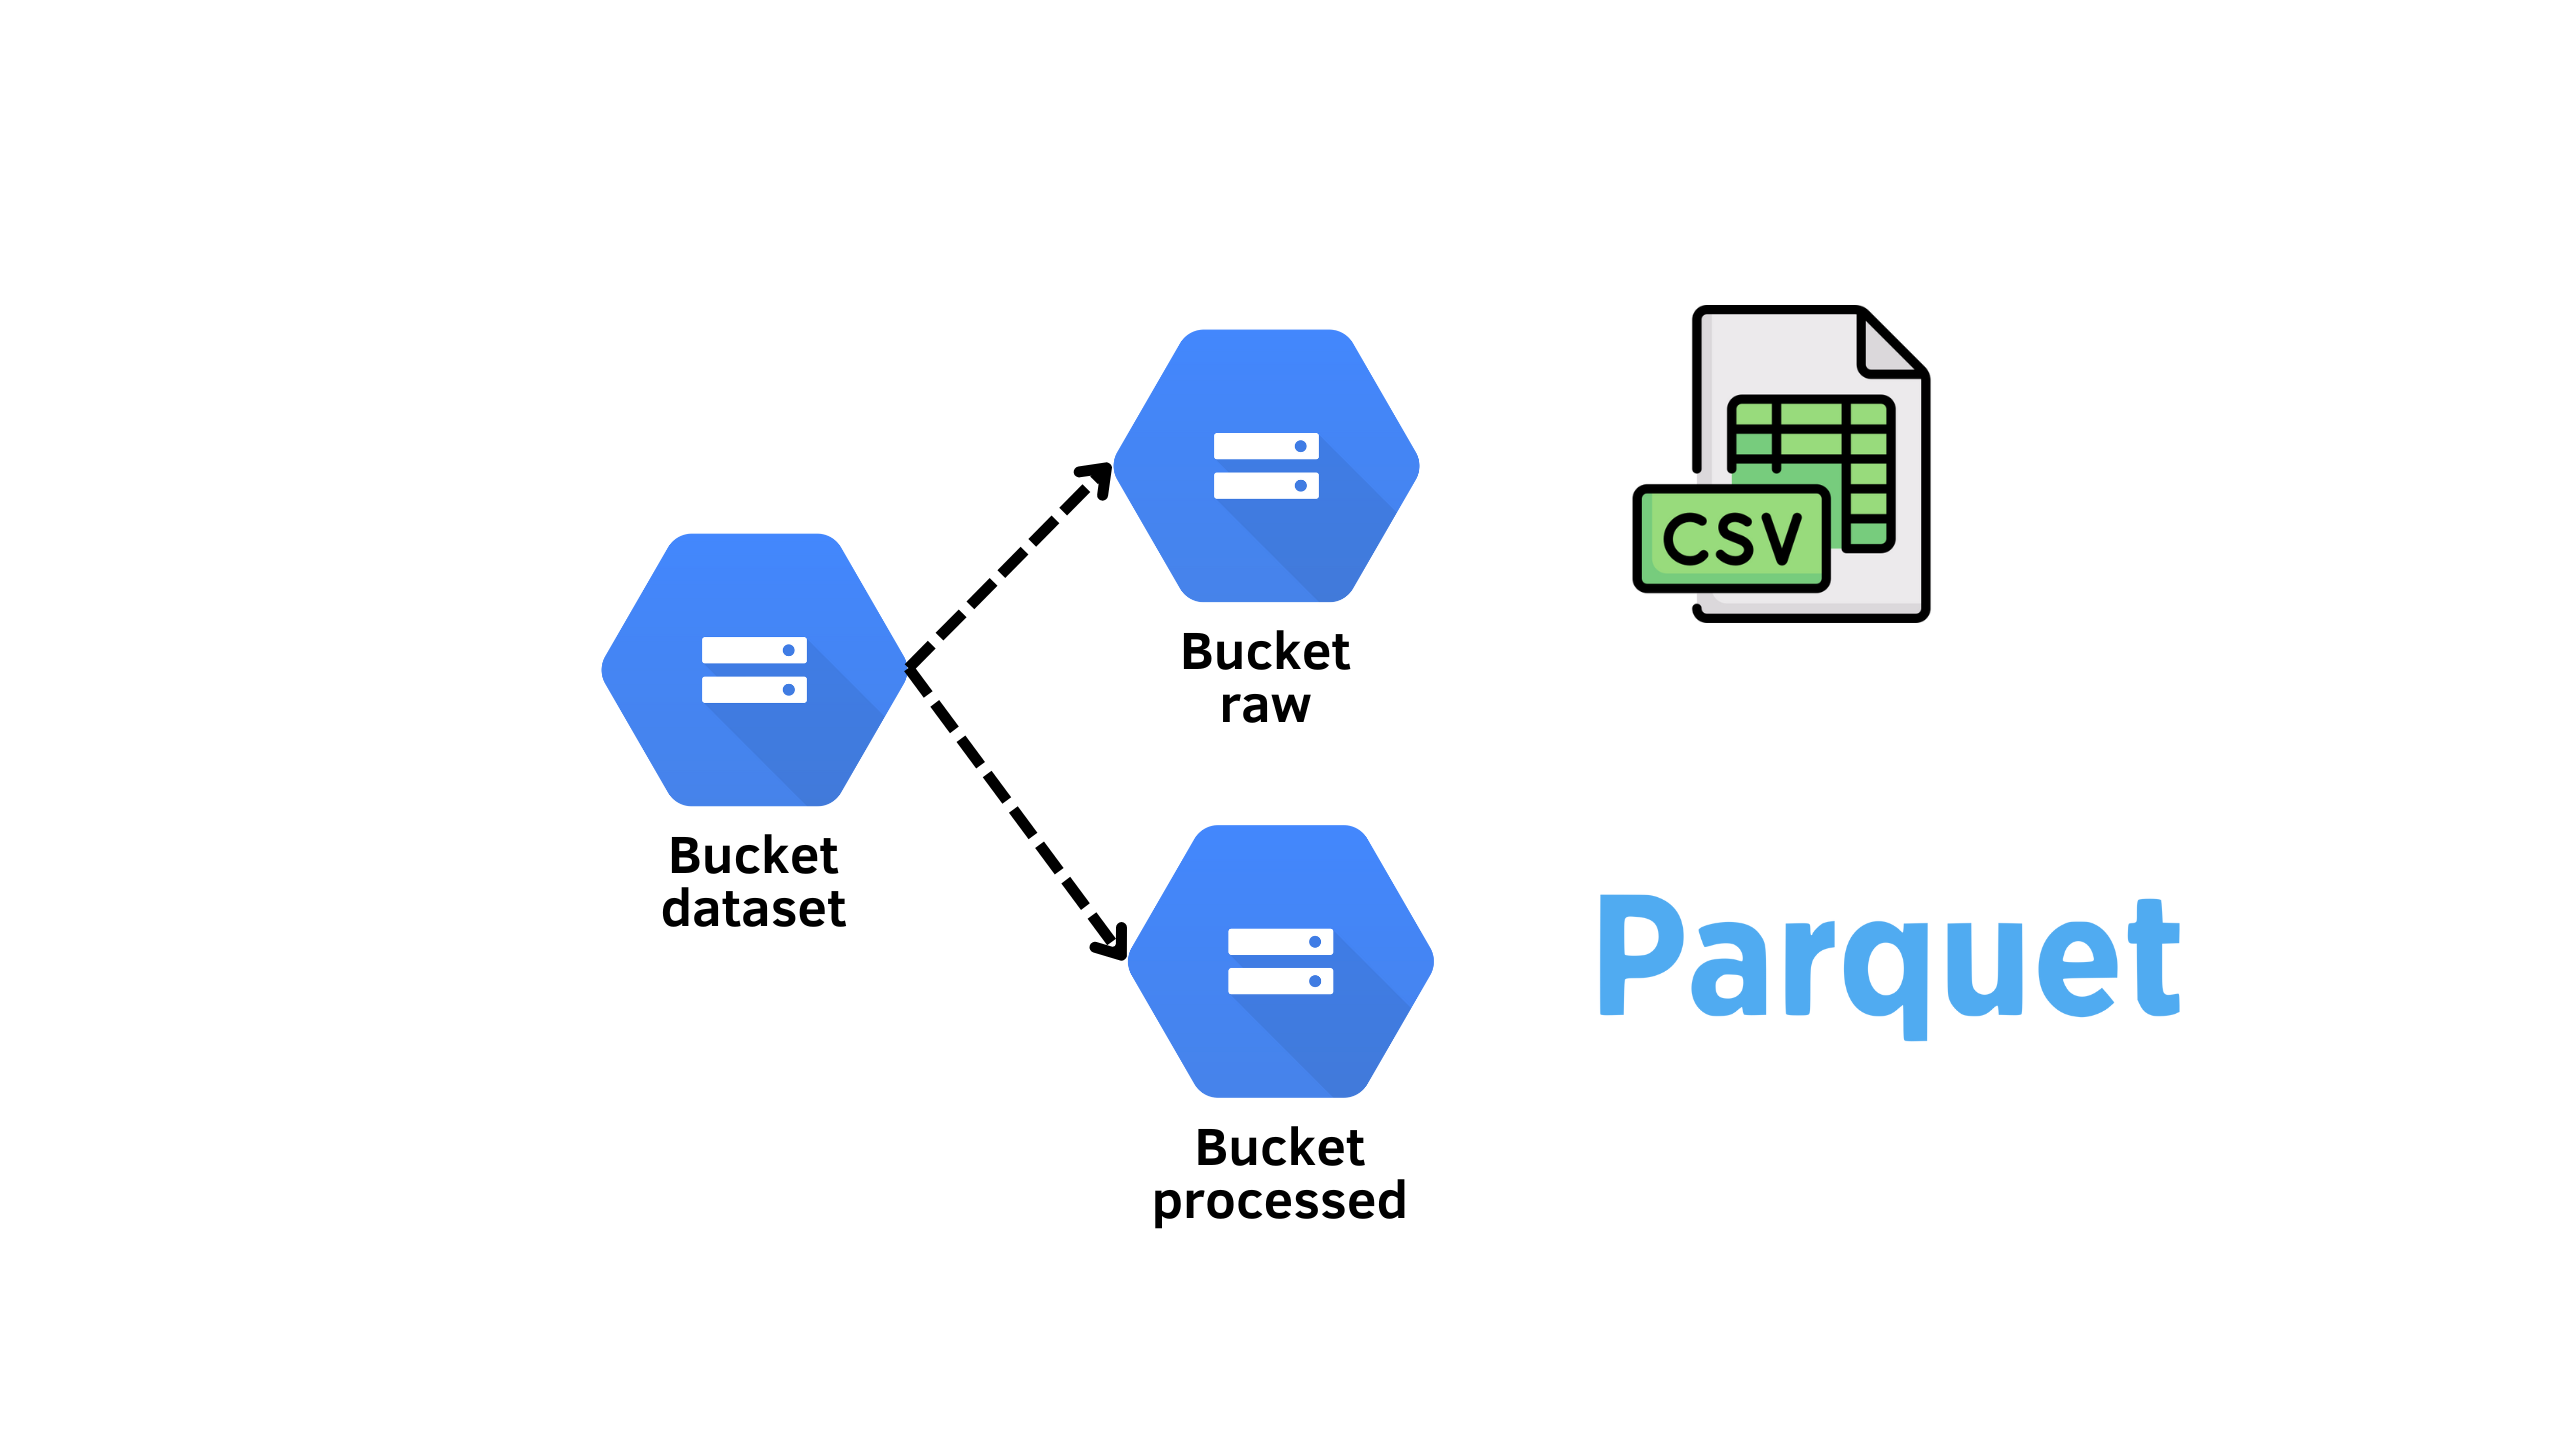 Bucket
dataset
Bucket
raw
CSV
Bucket
processed
Parquet